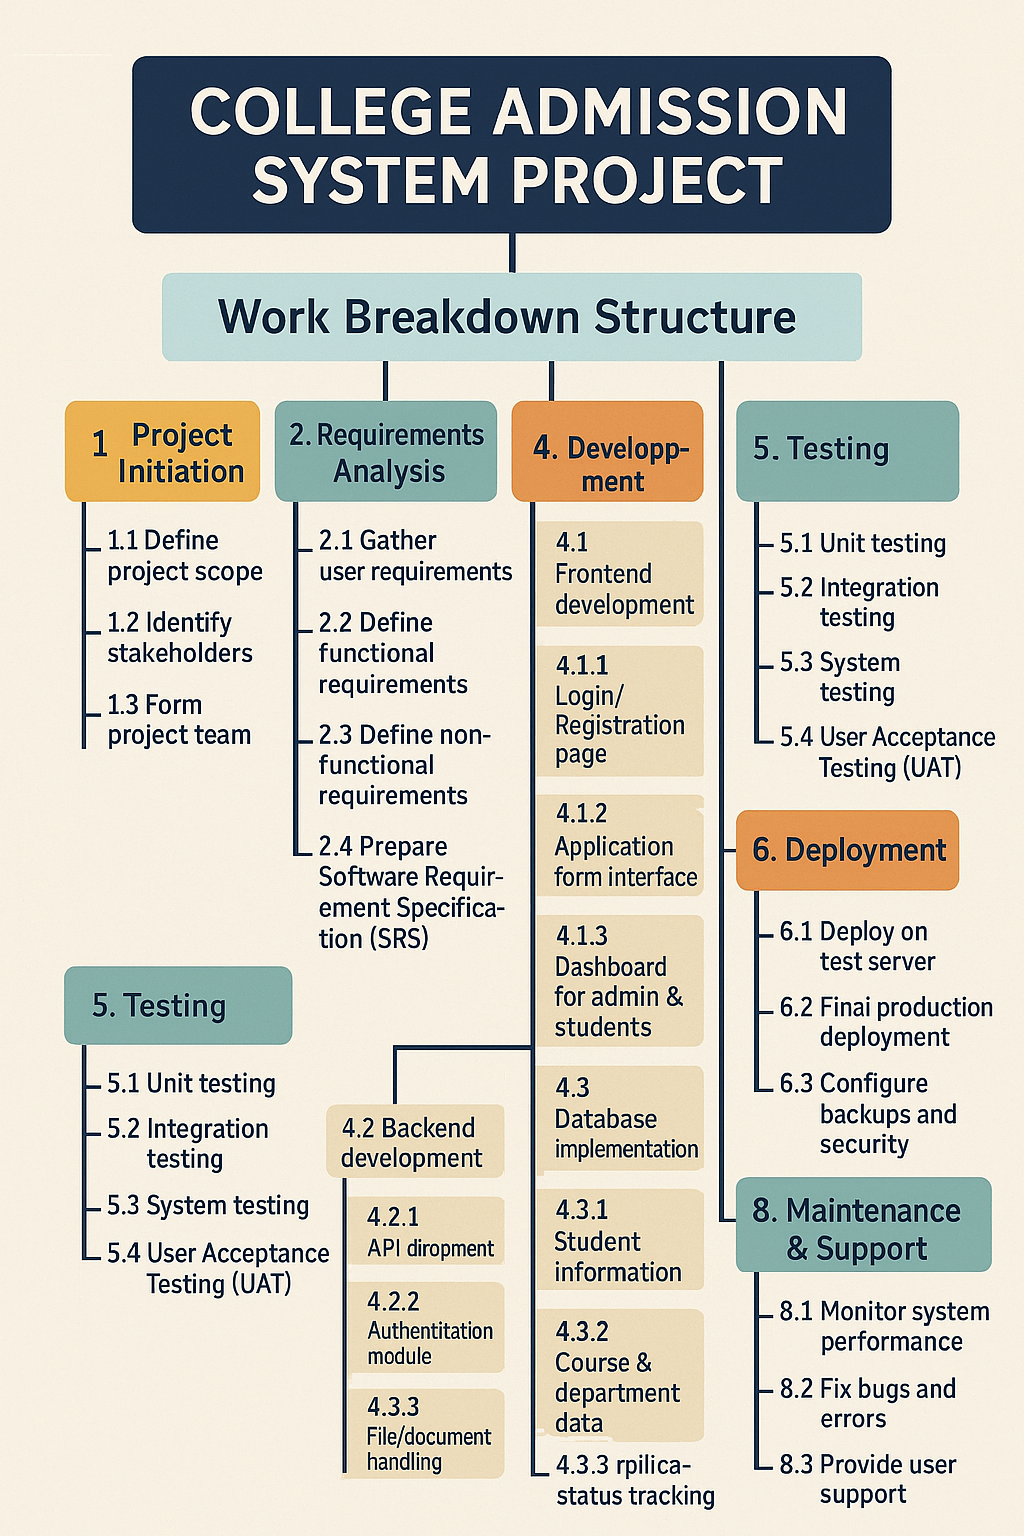 COLLEGE ADMISSION
SYSTEM PROJECT
Work Breakdown Structure
1 Project
Initiation
1.1 Define
project scope
1.2 Identify
stakeholders
1.3 Form
project team
2. Requirements
Analysis
2.1 Gather
user requirements
2.2 Define
functional
requirements
2.3 Define non-
functional
requirements
2.4 Prepare
Software Requir-
ement Specifica-
tion (SRS)
4. Developp-
ment
4.1
Frontend
development
4.1.1
Login/
Registration
page
4.1.2
Application
form interface
4.1.3
Dashboard
for admin &
students
4.3
Database
implementation
4.3.1
Student
information
4.3.2
Course &
department
data
4.3.3 rpilica-
status tracking
4.2 Backend
development
4.2.1
API diropment
4.2.2
Authentitation
module
4.3.3
File/document
handling
5. Testing
5.1 Unit testing
5.2 Integration
testing
5.3 System testing
5.4 User Acceptance
Testing (UAT)
5. Testing
5.1 Unit testing
5.2 Integration
testing
5.3 System
testing
5.4 User Acceptance
Testing (UAT)
6. Deployment
6.1 Deploy on
test server
6.2 Finai production
deployment
6.3 Configure
backups and
security
8. Maintenance
& Support
8.1 Monitor system
performance
8.2 Fix bugs and
errors
8.3 Provide user
support